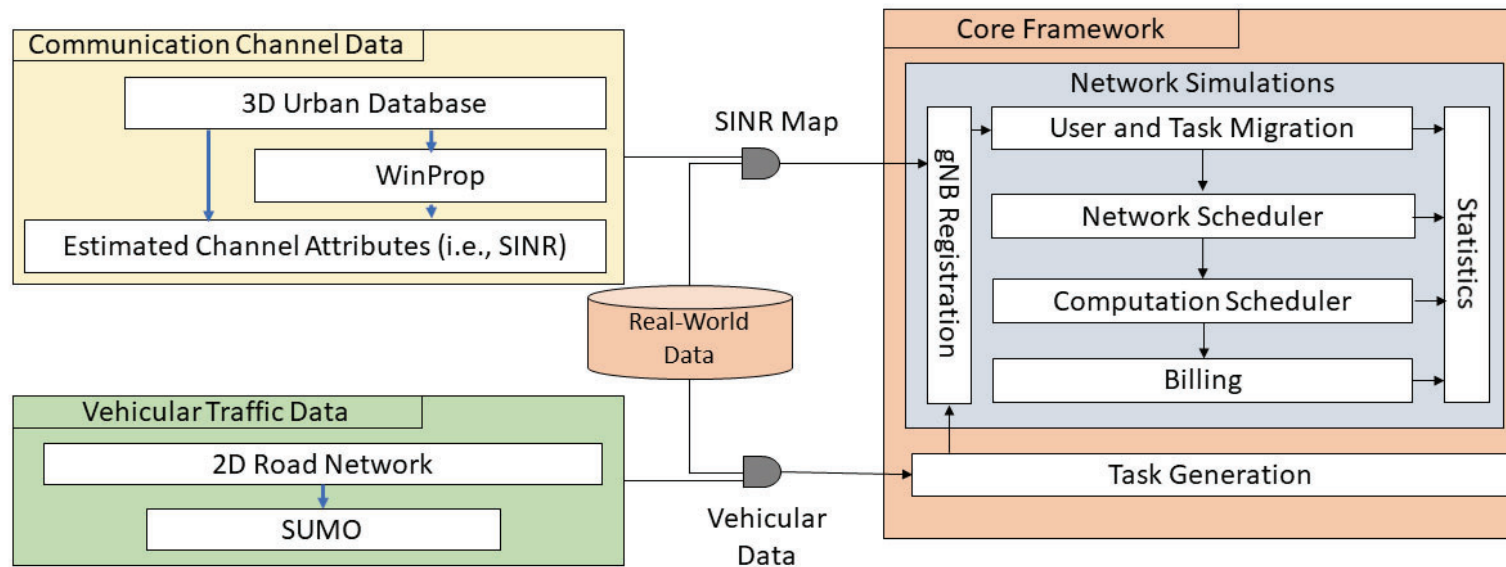 Communication Channel Data
3D Urban Database
WinProp
Estimated Channel Attributes (i.e., SINR)
Real-World
Data
Vehicular Traffic Data
2D Road Network
SUMO
SINR Map
Vehicular
Data
Core Framework
Network Simulations
gNB Registration
User and Task Migration
Network Scheduler
Computation Scheduler
Billing
Statistics
Task Generation